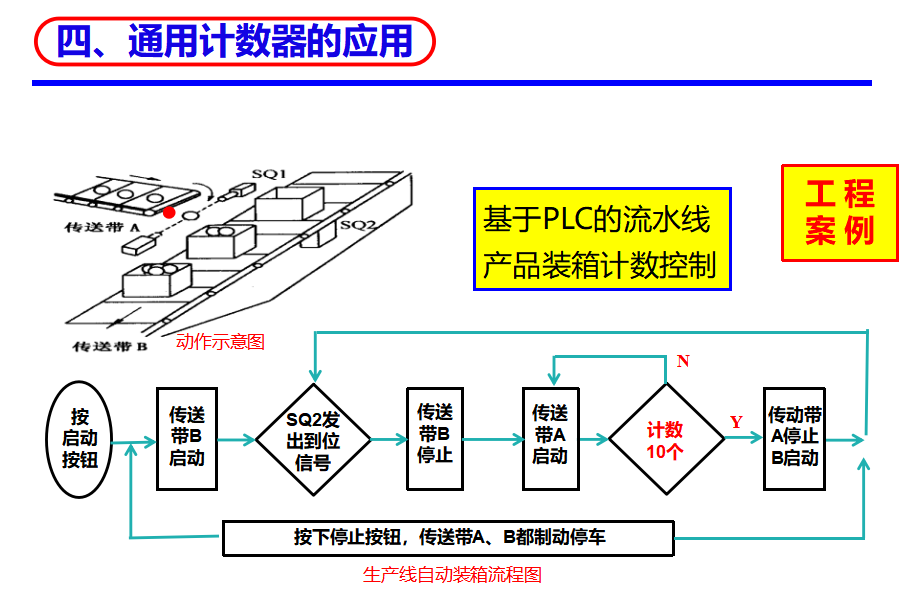 四、通用计数器的应用
SQ1
SQ2
传送带 A
传送带 B
动作示意图
基于PLC的流水线
产品装箱计数控制
工 程
案 例
按
启动
按钮
传送
带B
启动
SQ2发
出到位
信号
传送
带B
停止
传送
带A
启动
N
计数
10个
Y
传动带
A停止
B启动
按下停止按钮，传送带A、B都制动停车
生产线自动装箱流程图